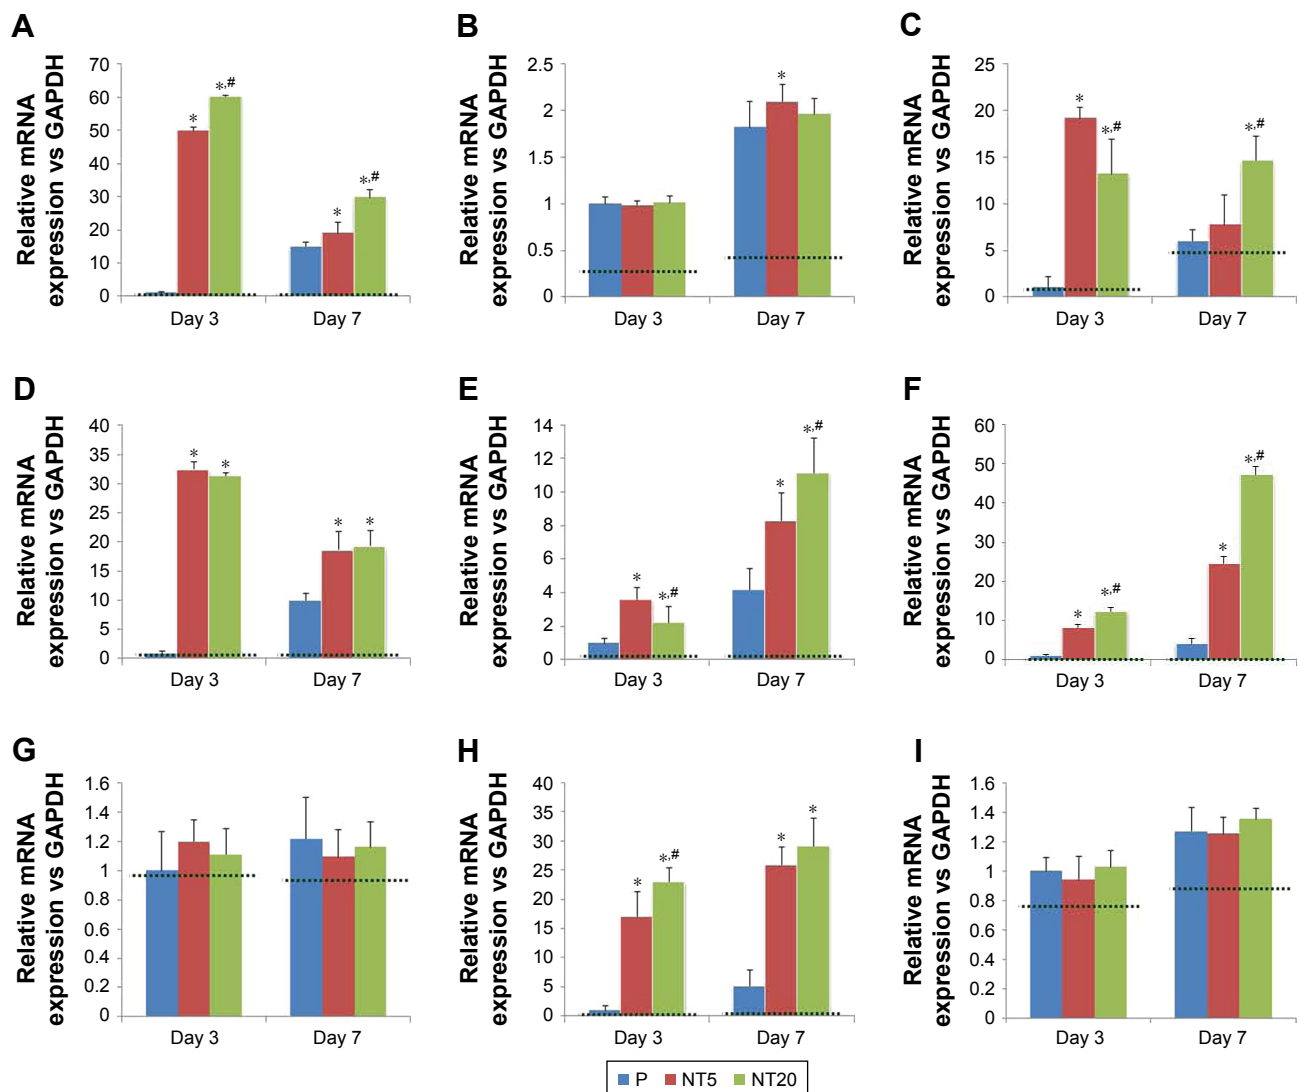 A
Relative mRNA
expression vs GAPDH
70
60
50
40
30
20
10
0
*
*,#
*
*,#
Day 3
Day 7
B
Relative mRNA
expression vs GAPDH
2.5
2
1.5
1
0.5
0
*
Day 3
Day 7
C
Relative mRNA
expression vs GAPDH
25
20
15
10
5
0
*
*,#
*,#
Day 3
Day 7
D
Relative mRNA
expression vs GAPDH
40
35
30
25
20
15
10
5
0
*
*
*
*
Day 3
Day 7
E
Relative mRNA
expression vs GAPDH
14
12
10
8
6
4
2
0
*
*,#
*
*,#
Day 3
Day 7
F
Relative mRNA
expression vs GAPDH
60
50
40
30
20
10
0
*
*,#
*
*,#
Day 3
Day 7
G
Relative mRNA
expression vs GAPDH
1.6
1.4
1.2
1
0.8
0.6
0.4
0.2
0
Day 3
Day 7
H
Relative mRNA
expression vs GAPDH
40
35
30
25
20
15
10
5
0
*
*,#
*
*
Day 3
Day 7
I
Relative mRNA
expression vs GAPDH
1.6
1.4
1.2
1
0.8
0.6
0.4
0.2
0
Day 3
Day 7
P NT5 NT20